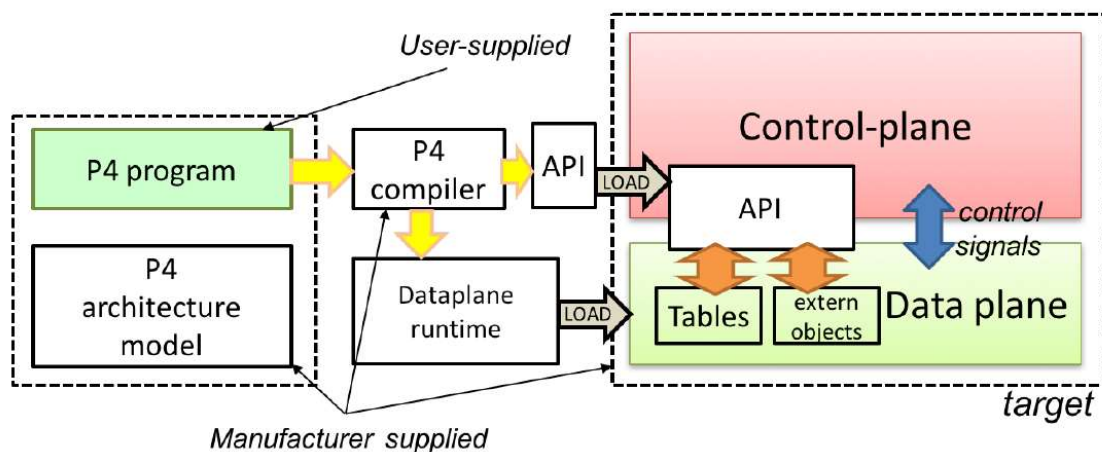 User-supplied
P4 program
P4
compiler
API
LOAD
Control-plane
API
control
signals
P4
architecture
model
Dataplane
runtime
LOAD
Tables
extern
objects
Data plane
target
Manufacturer supplied